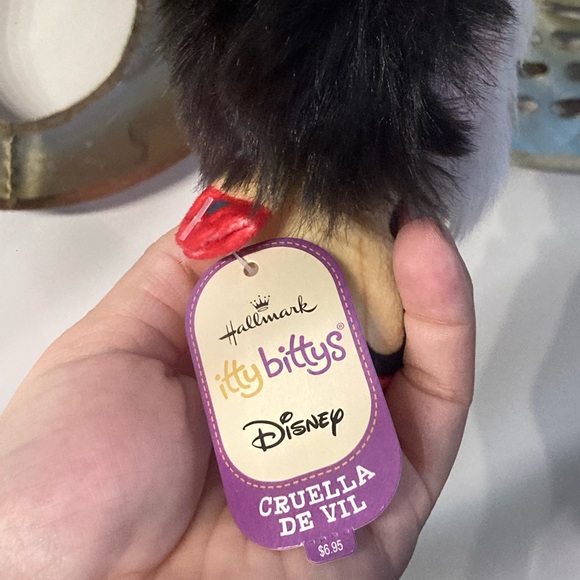 Hallmark
itty bittys®
Disney
CRUELLA
DE VIL
$6.95